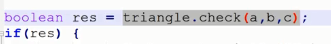 boolean res = triangle.check(a,b,c);
if(res) {